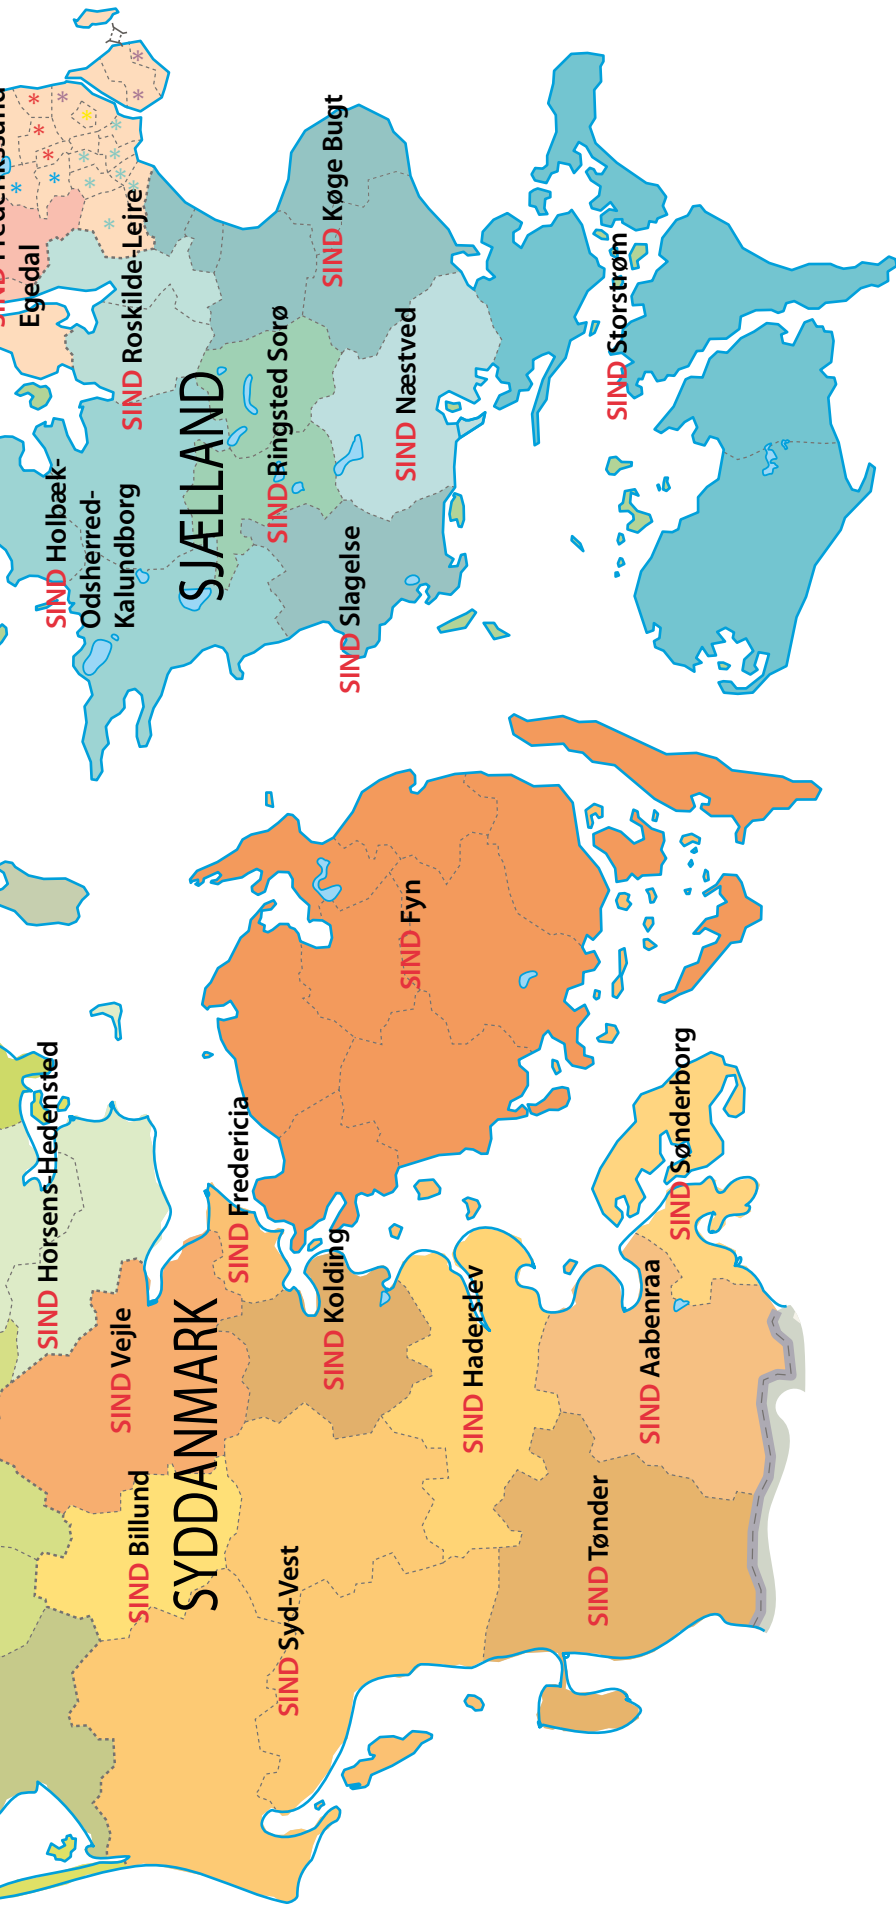 Egedal
SIND Roskilde-Lejre
SIND Køge Bugt
SIND Holbæk-
Odsherred-
Kalundborg
SJÆLLAND
SIND Ringsted Sorø
SIND Næstved
SIND Slagelse
SIND Storstrøm
SIND Fyn
SIND Horsens-Hedensted
SIND Vejle
SIND Fredericia
SIND Kolding
SIND Billund
SYDDANMARK
SIND Haderslev
SIND Sønderborg
SIND Aabenraa
SIND Syd-Vest
SIND Tønder